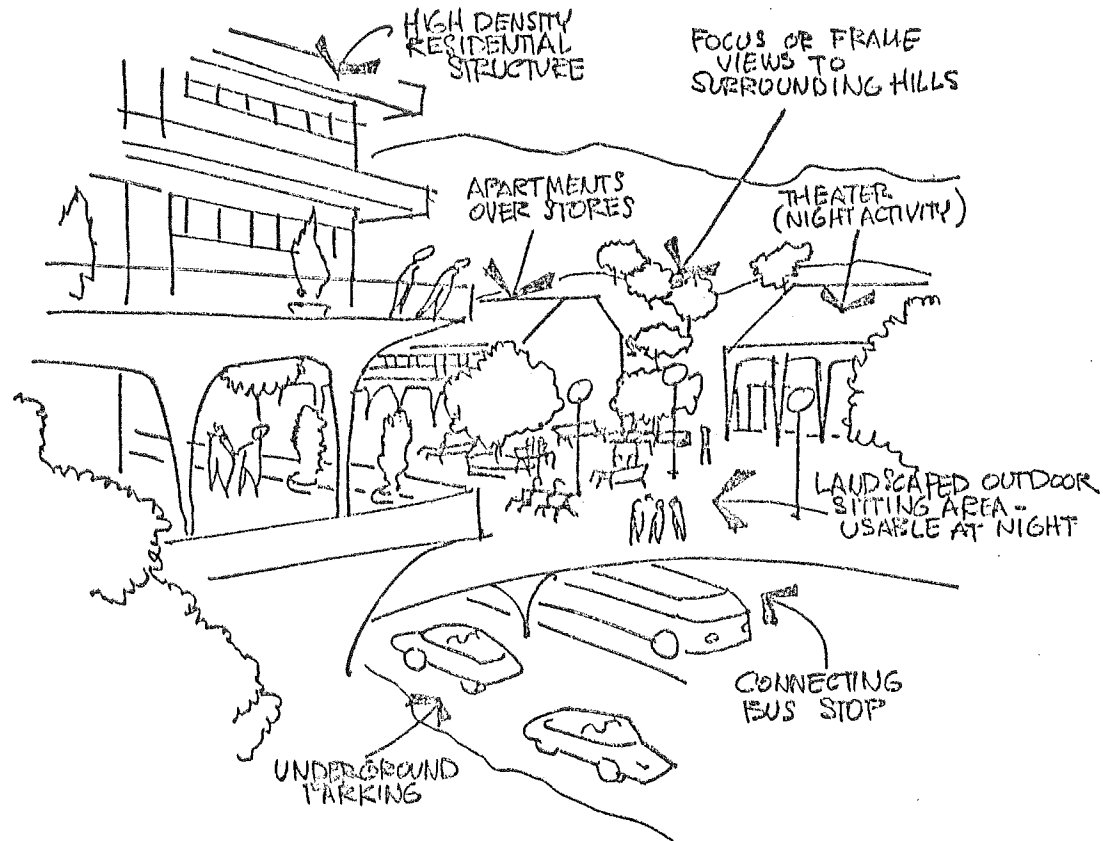 HIGH DENSITY
RESIDENTIAL
STRUCTURE
FOCUS OR FRAME
VIEWS TO
SURROUNDING HILLS
APARTMENTS
OVER STORES
THEATER
(NIGHT ACTIVITY)
LANDSCAPED OUTDOOR
SITTING AREA -
USABLE AT NIGHT
CONNECTING
BUS STOP
UNDERGROUND
PARKING